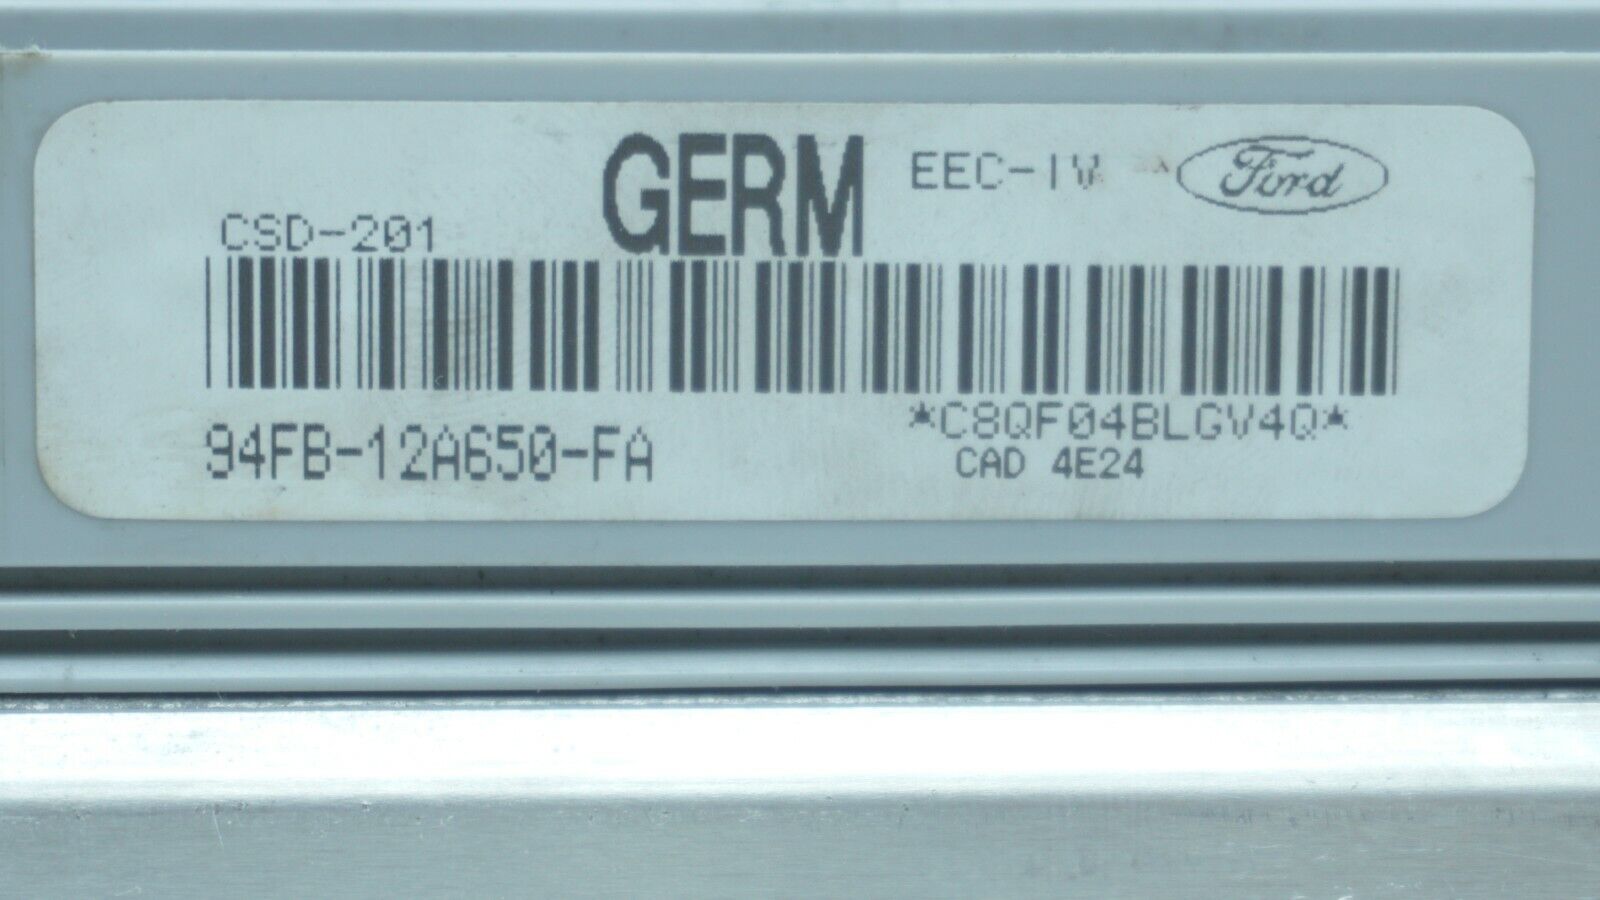 GERM EEC-IV Ford
CSD-201
94FB-12A650-FA *C8QF04BLGV4Q*
CAD 4E24